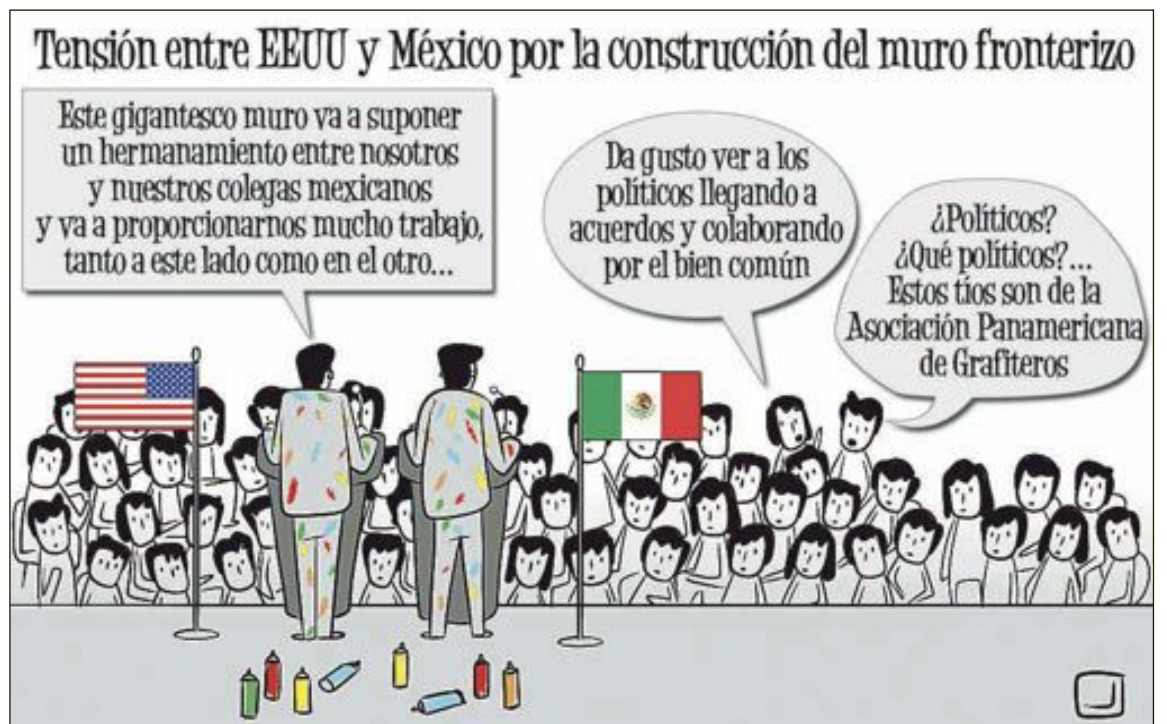 Tensión entre EEUU y México por la construcción del muro fronterizo
Este gigantesco muro va a suponer
un hermanamiento entre nosotros
y nuestros colegas mexicanos
y va a proporcionarnos mucho trabajo,
tanto a este lado como en el otro...
Da gusto ver a los
políticos llegando a
acuerdos y colaborando
por el bien común
¿Políticos?
¿Qué políticos?...
Estos tíos son de la
Asociación Panamericana
de Grafiteros